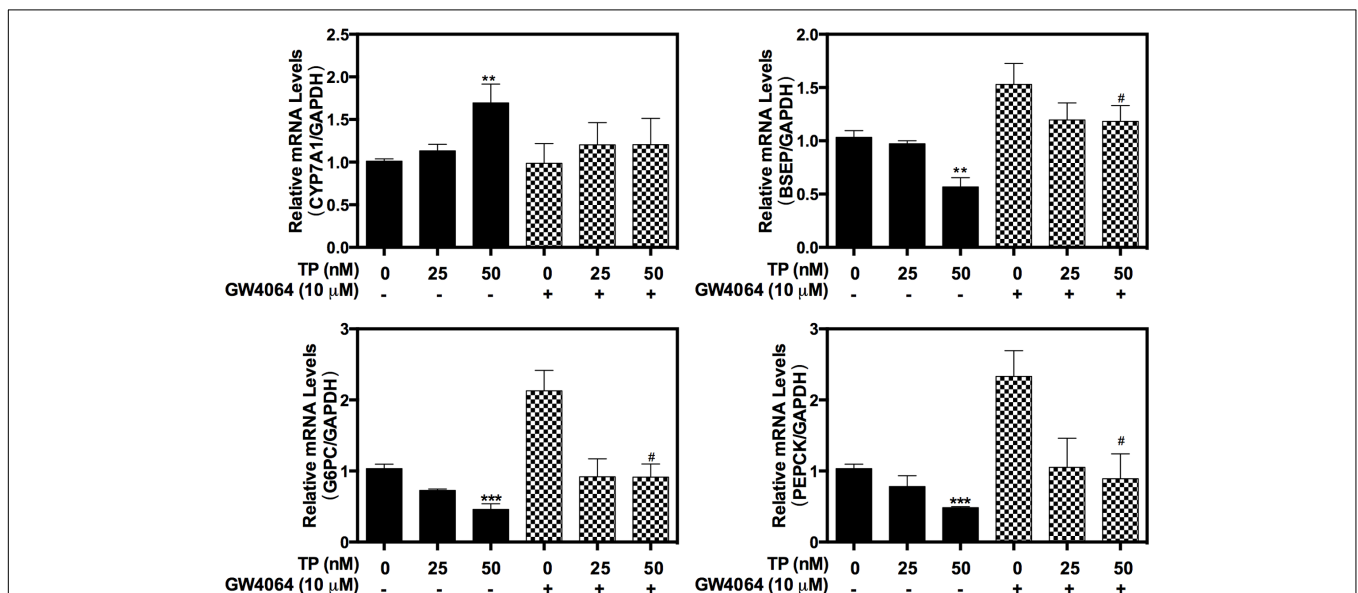 Relative mRNA Levels
(CYP7A1/GAPDH)
2.5
2.0
1.5
1.0
0.5
0.0
**
TP (nM) 0 25 50 0 25 50
GW4064 (10 μM) - - - + + +
Relative mRNA Levels
(BSEP/GAPDH)
2.0
1.5
1.0
0.5
0.0
**
#
TP (nM) 0 25 50 0 25 50
GW4064 (10 μM) - - - + + +
Relative mRNA Levels
(G6PC/GAPDH)
3
2
1
0
***
#
TP (nM) 0 25 50 0 25 50
GW4064 (10 μM) - - - + + +
Relative mRNA Levels
(PEPCK/GAPDH)
3
2
1
0
***
#
TP (nM) 0 25 50 0 25 50
GW4064 (10 μM) - - - + + +